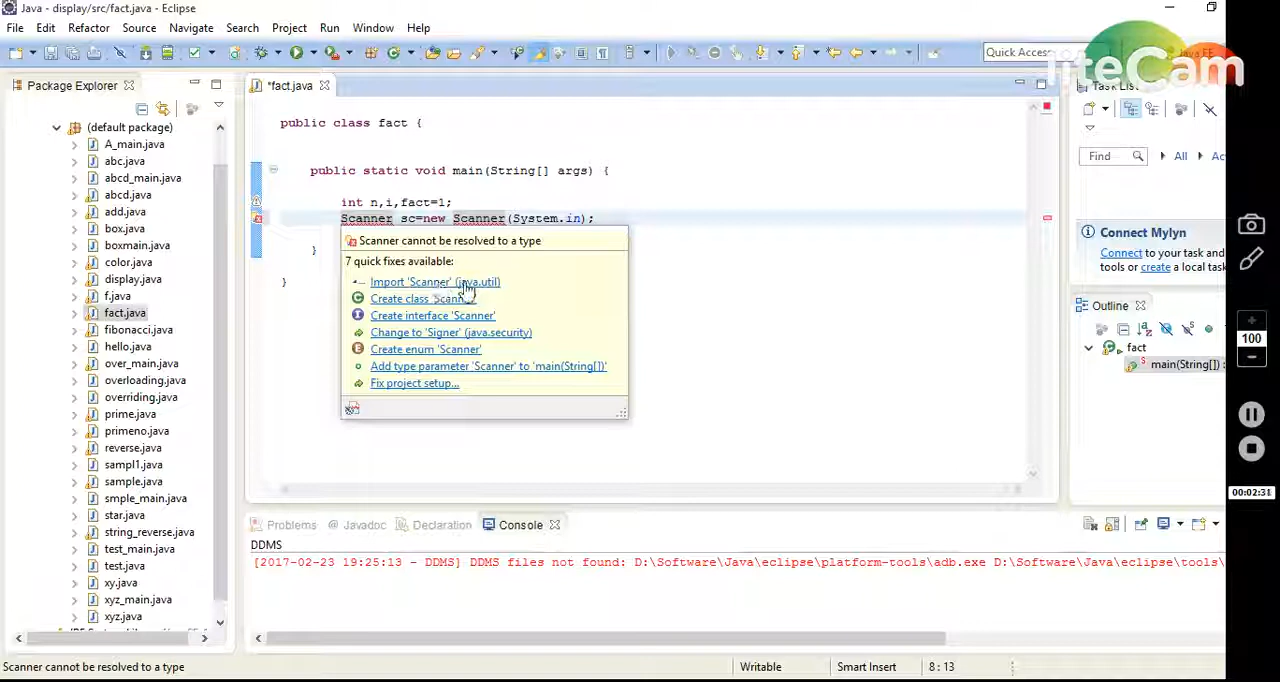 Java - display/src/fact.java - Eclipse
File Edit Refactor Source Navigate Search Project Run Window Help
Quick Access
liteCam
Package Explorer
*fact.java
(default package)
A_main.java
abc.java
abcd_main.java
abcd.java
add.java
box.java
boxmain.java
color.java
display.java
f.java
fact.java
fibonacci.java
hello.java
over_main.java
overloading.java
overriding.java
prime.java
primeno.java
reverse.java
sampl1.java
sample.java
smple_main.java
star.java
string_reverse.java
test_main.java
test.java
xy.java
xyz_main.java
xyz.java
public class fact {
public static void main(String[] args) {
int n,i,fact=1;
Scanner sc=new Scanner(System.in);
}
}
Scanner cannot be resolved to a type
7 quick fixes available:
Import 'Scanner' (java.util)
Create class 'Scanner'
Create interface 'Scanner'
Change to 'Signer' (java.security)
Create enum 'Scanner'
Add type parameter 'Scanner' to 'main(String[])'
Fix project setup...
Task List
Find All Ac
Connect Mylyn
Connect to your task and
tools or create a local task
Outline
fact
main(String[]) :
100
00:02:31
Problems @ Javadoc Declaration Console
DDMS
[2017-02-23 19:25:13 - DDMS] DDMS files not found: D:\Software\Java\eclipse\platform-tools\adb.exe D:\Software\Java\eclipse\tools\
Scanner cannot be resolved to a type
Writable Smart Insert 8 : 13